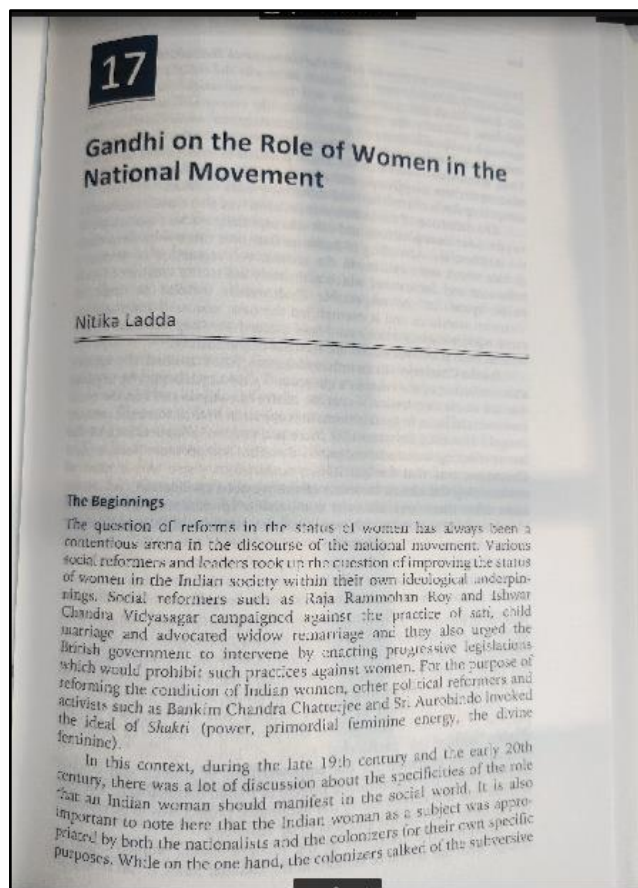 17
Gandhi on the Role of Women in the
National Movement
Nitika Ladda
The Beginnings
The question of reforms in the status of women has always been a
contentious arena in the discourse of the national movement. Various
social reformers and leaders took up the question of improving the status
of women in the Indian society within their own ideological underpin-
nings. Social reformers such as Raja Rammohan Roy and Ishwar
Chandra Vidyasagar campaigned against the practice of sati, child
marriage and advocated widow remarriage and they also urged the
British government to intervene by enacting progressive legislations
which would prohibit such practices against women. For the purpose of
reforming the condition of Indian women, other political reformers and
activists such as Bankim Chandra Chatterjee and Sri Aurobindo invoked
the ideal of Shakti (power, primordial feminine energy, the divine
feminine).
In this context, during the late 19th century and the early 20th
century, there was a lot of discussion about the specificities of the role
that an Indian woman should manifest in the social world. It is also
important to note here that the Indian woman as a subject was appro-
priated by both the nationalists and the colonizers for their own specific
purposes. While on the one hand, the colonizers talked of the subversive